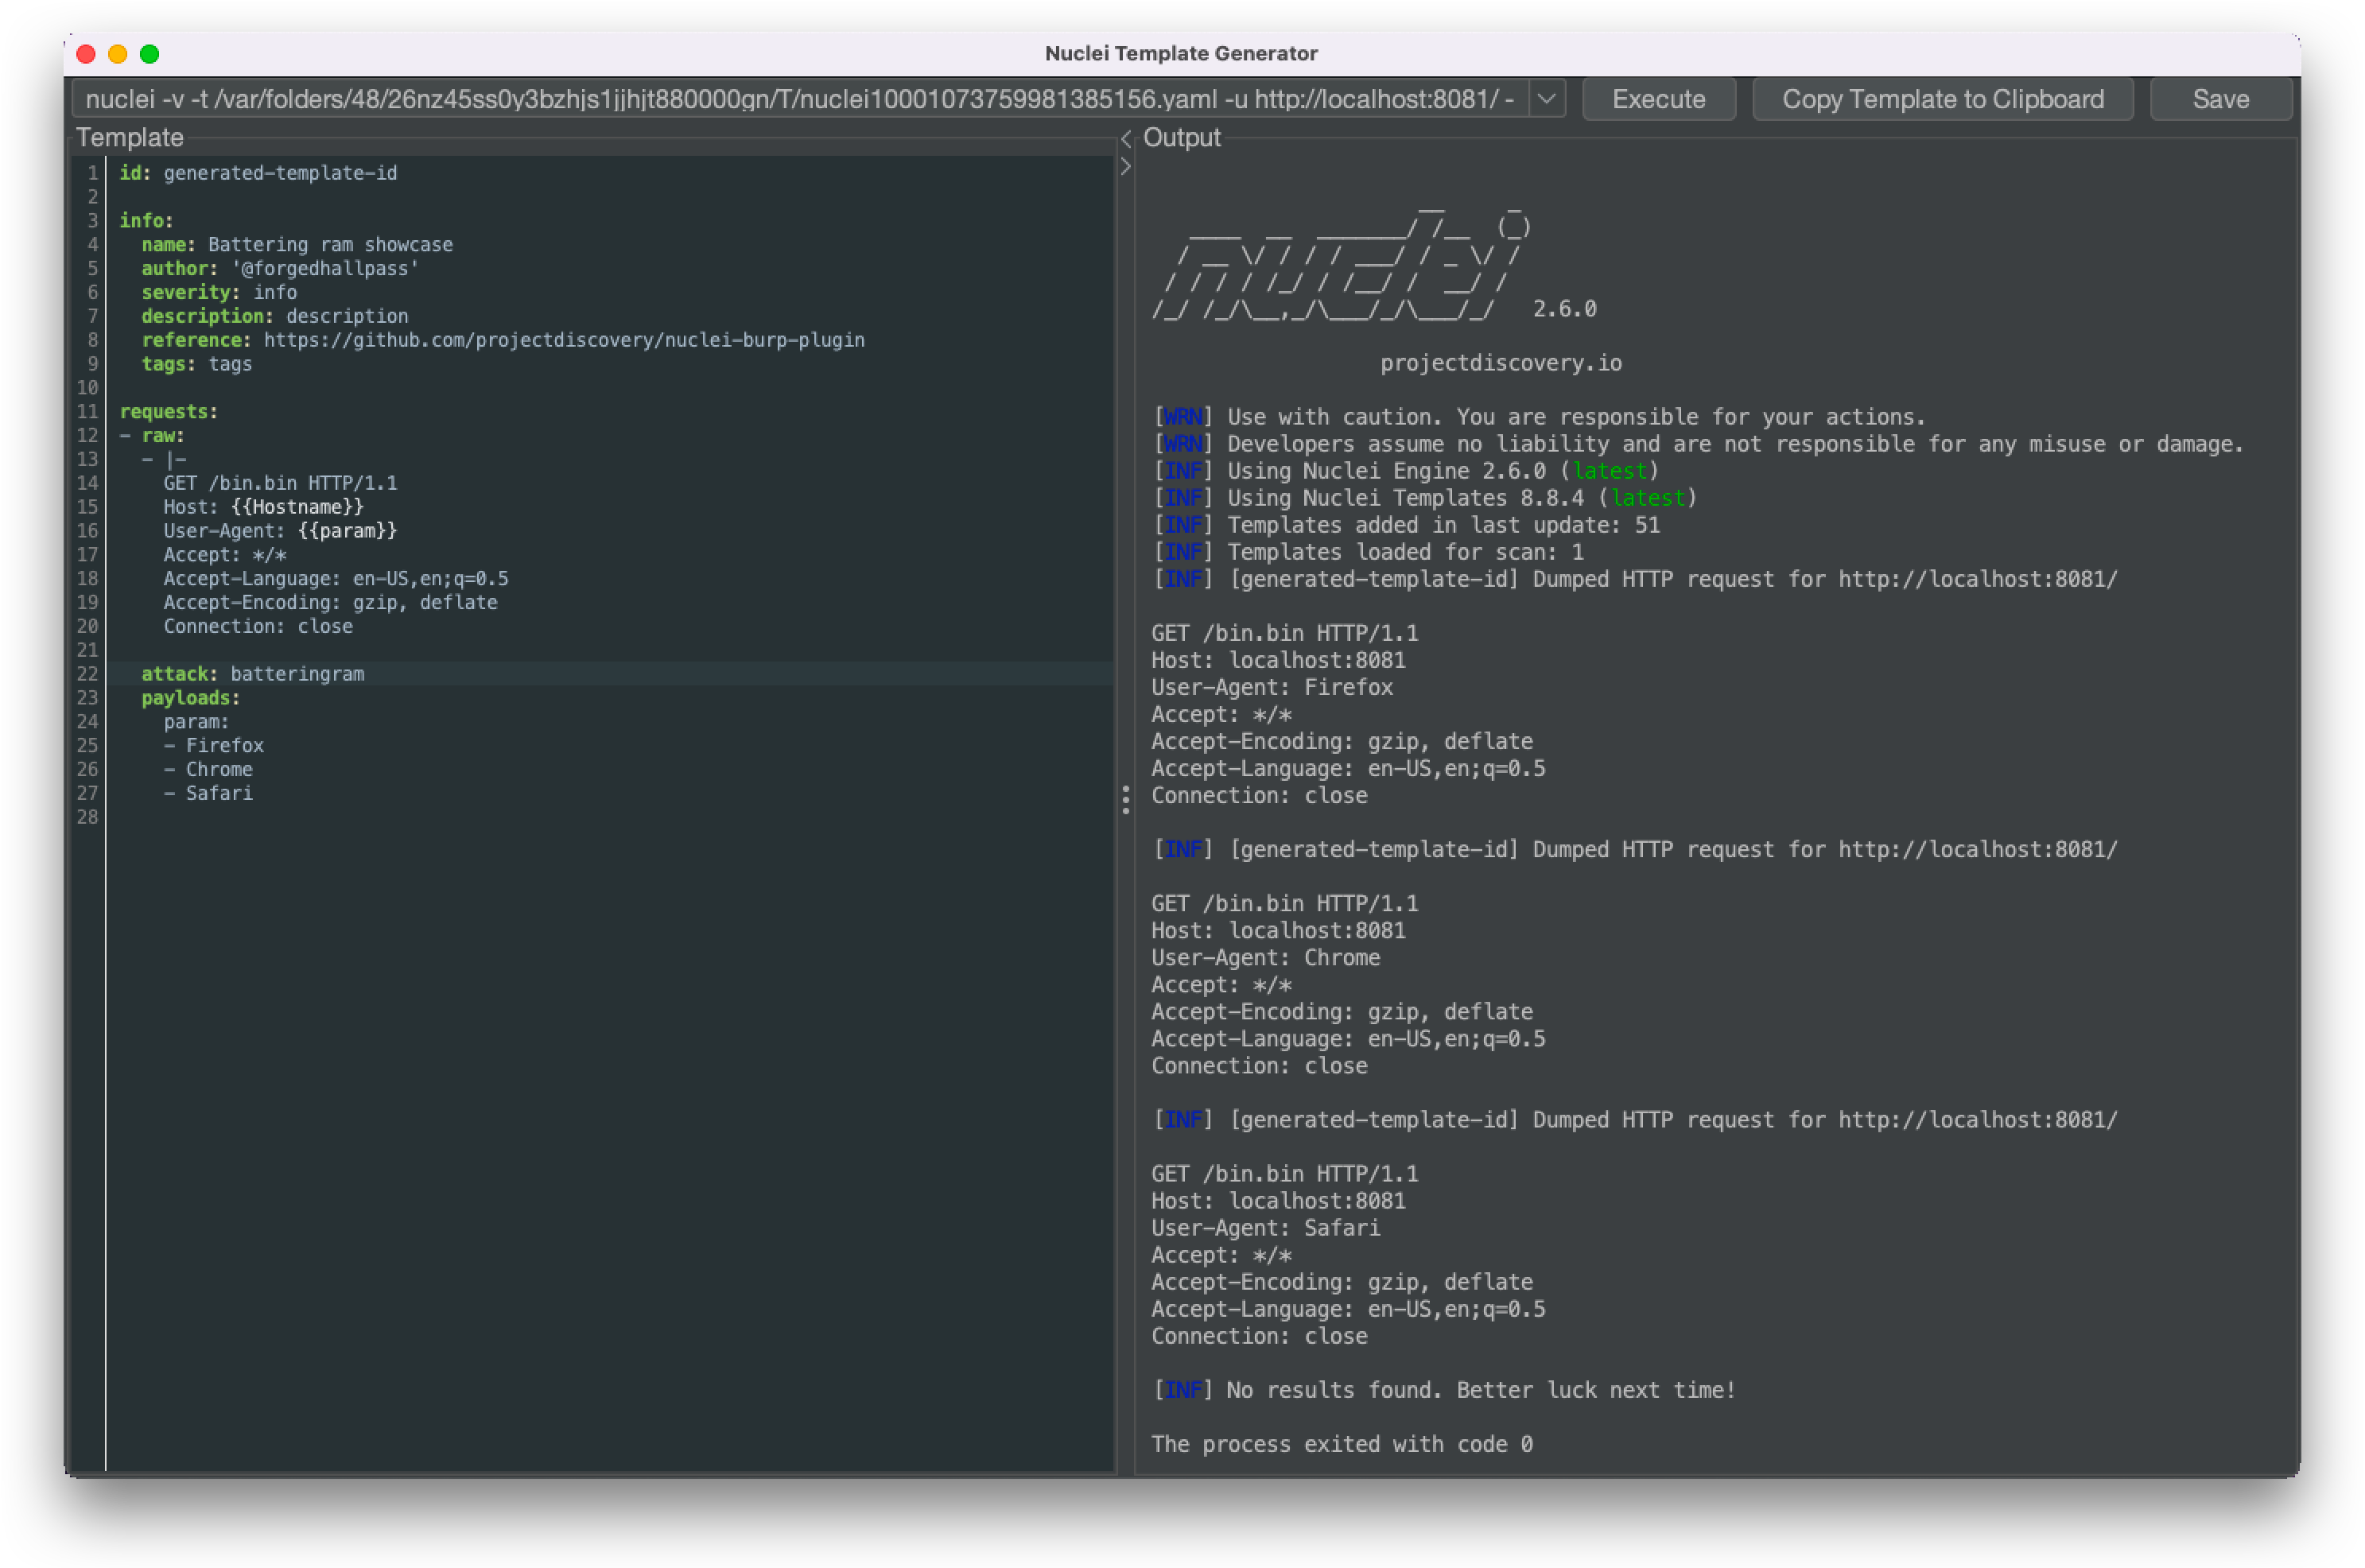 Nuclei Template Generator
nuclei -v -t /var/folders/48/26nz45ss0y3bzhjs1jjhjt880000gn/T/nuclei10001073759981385156.yaml -u http://localhost:8081/ -
Execute
Copy Template to Clipboard
Save
Template
1 id: generated-template-id
2
3 info:
4   name: Battering ram showcase
5   author: '@forgedhallpass'
6   severity: info
7   description: description
8   reference: https://github.com/projectdiscovery/nuclei-burp-plugin
9   tags: tags
10
11 requests:
12 - raw:
13   - |-
14     GET /bin.bin HTTP/1.1
15     Host: {{Hostname}}
16     User-Agent: {{param}}
17     Accept: */*
18     Accept-Language: en-US,en;q=0.5
19     Accept-Encoding: gzip, deflate
20     Connection: close
21
22   attack: batteringram
23   payloads:
24     param:
25     - Firefox
26     - Chrome
27     - Safari
28
Output
nuclei 2.6.0
projectdiscovery.io
[WRN] Use with caution. You are responsible for your actions.
[WRN] Developers assume no liability and are not responsible for any misuse or damage.
[INF] Using Nuclei Engine 2.6.0 (latest)
[INF] Using Nuclei Templates 8.8.4 (latest)
[INF] Templates added in last update: 51
[INF] Templates loaded for scan: 1
[INF] [generated-template-id] Dumped HTTP request for http://localhost:8081/
GET /bin.bin HTTP/1.1
Host: localhost:8081
User-Agent: Firefox
Accept: */*
Accept-Encoding: gzip, deflate
Accept-Language: en-US,en;q=0.5
Connection: close
[INF] [generated-template-id] Dumped HTTP request for http://localhost:8081/
GET /bin.bin HTTP/1.1
Host: localhost:8081
User-Agent: Chrome
Accept: */*
Accept-Encoding: gzip, deflate
Accept-Language: en-US,en;q=0.5
Connection: close
[INF] [generated-template-id] Dumped HTTP request for http://localhost:8081/
GET /bin.bin HTTP/1.1
Host: localhost:8081
User-Agent: Safari
Accept: */*
Accept-Encoding: gzip, deflate
Accept-Language: en-US,en;q=0.5
Connection: close
[INF] No results found. Better luck next time!
The process exited with code 0